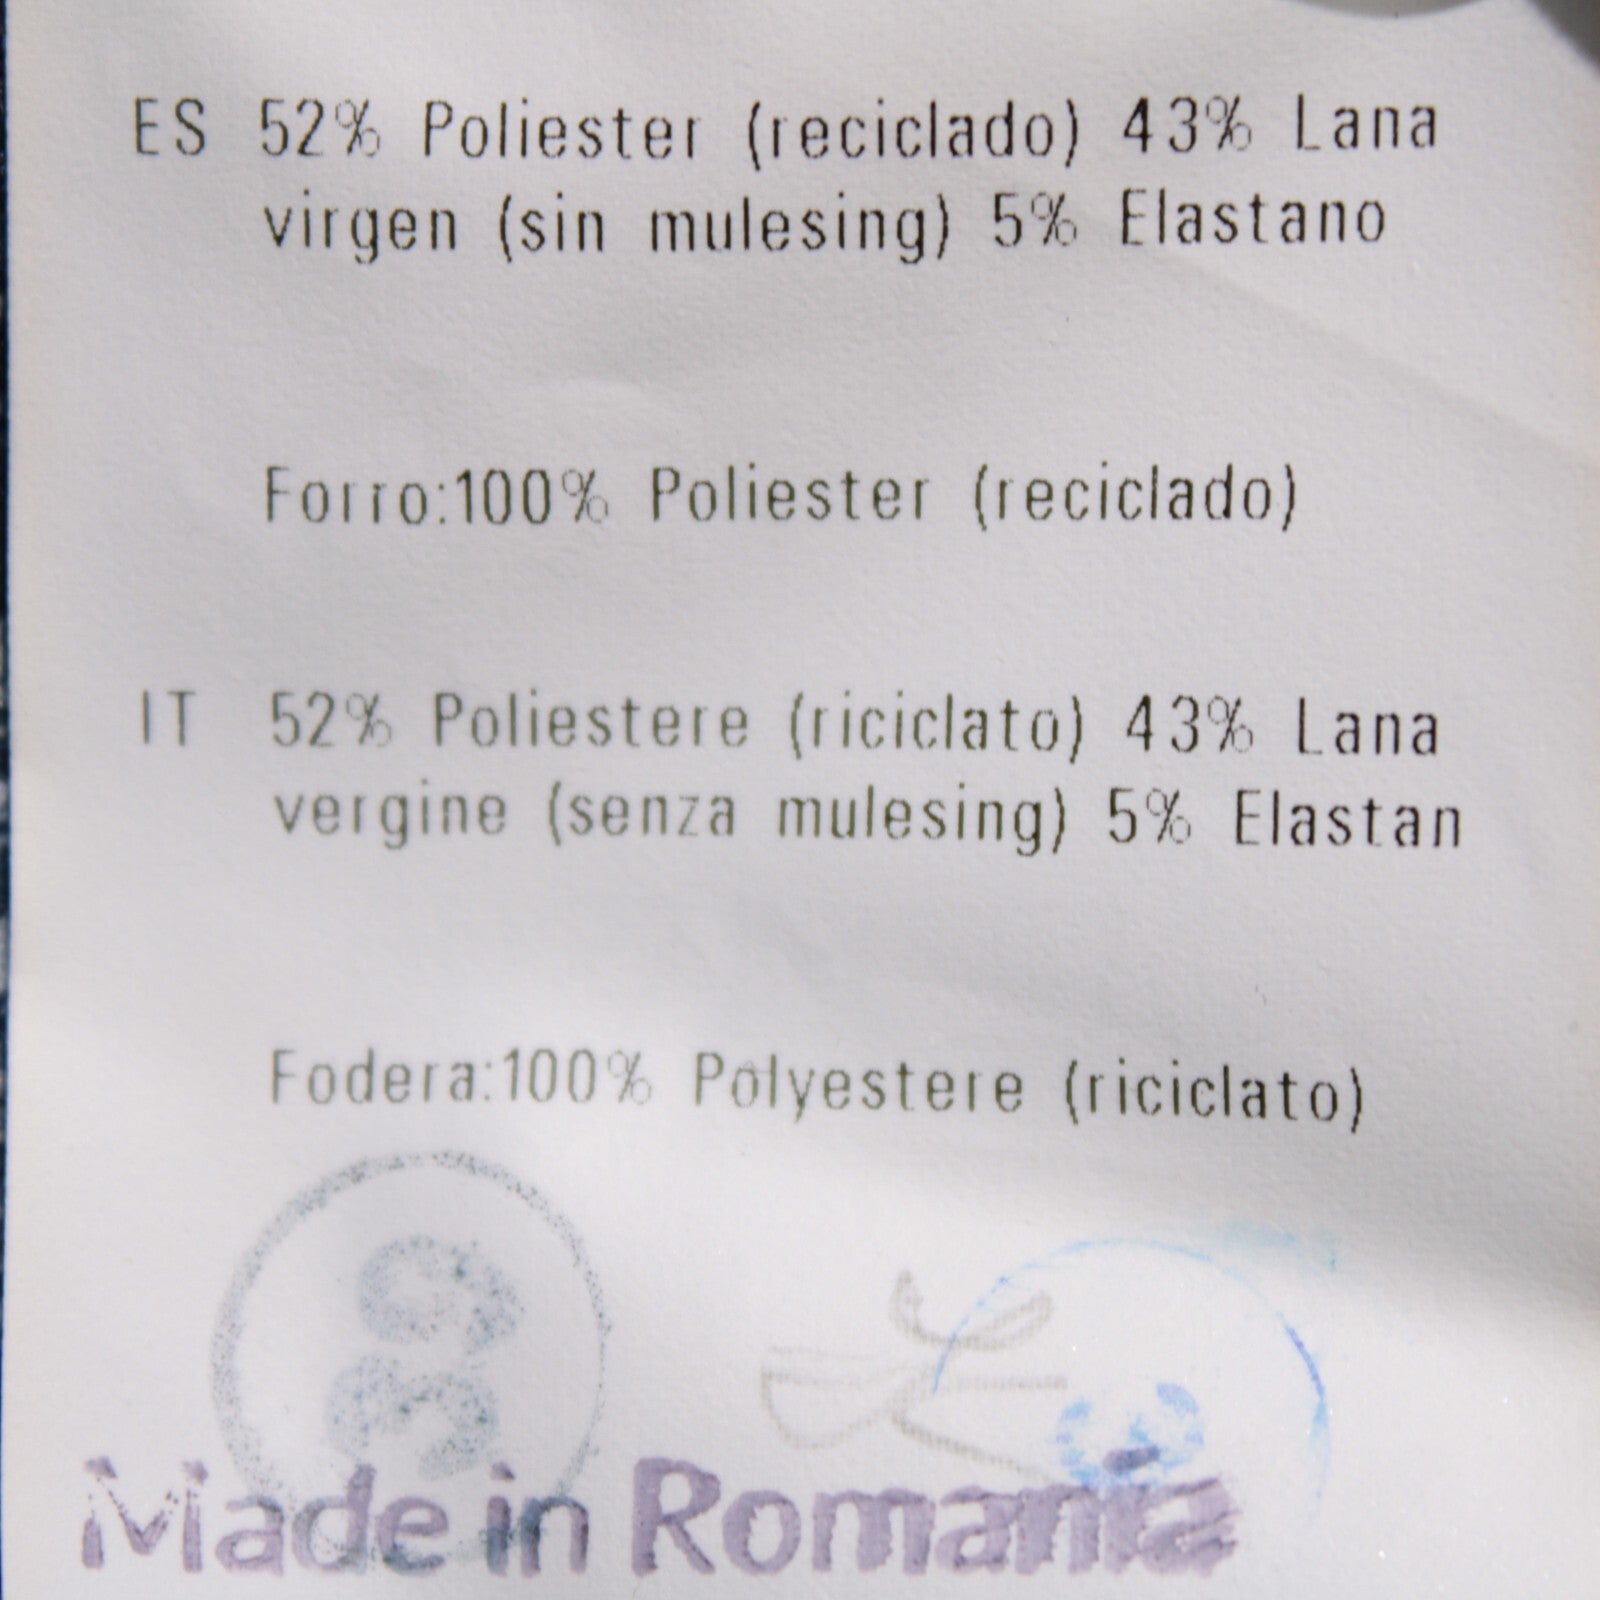 ES 52% Poliester (reciclado) 43% Lana
virgen (sin mulesing) 5% Elastano
Forro:100% Poliester (reciclado)
IT 52% Poliestere (riciclato) 43% Lana
vergine (senza mulesing) 5% Elastan
Fodera:100% Polyestere (riciclato)
Made in Romania